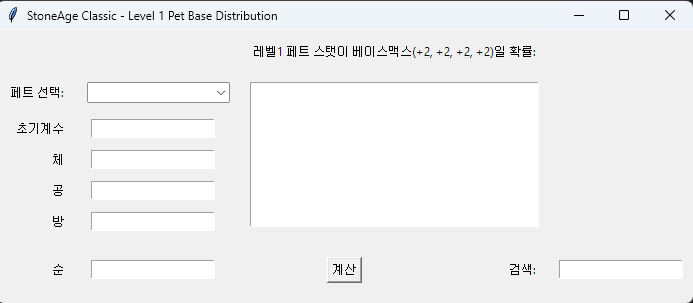 StoneAge Classic - Level 1 Pet Base Distribution
레벨1 페트 스탯이 베이스맥스(+2, +2, +2, +2)일 확률:
페트 선택:
초기계수
체
공
방
순
계산
검색: